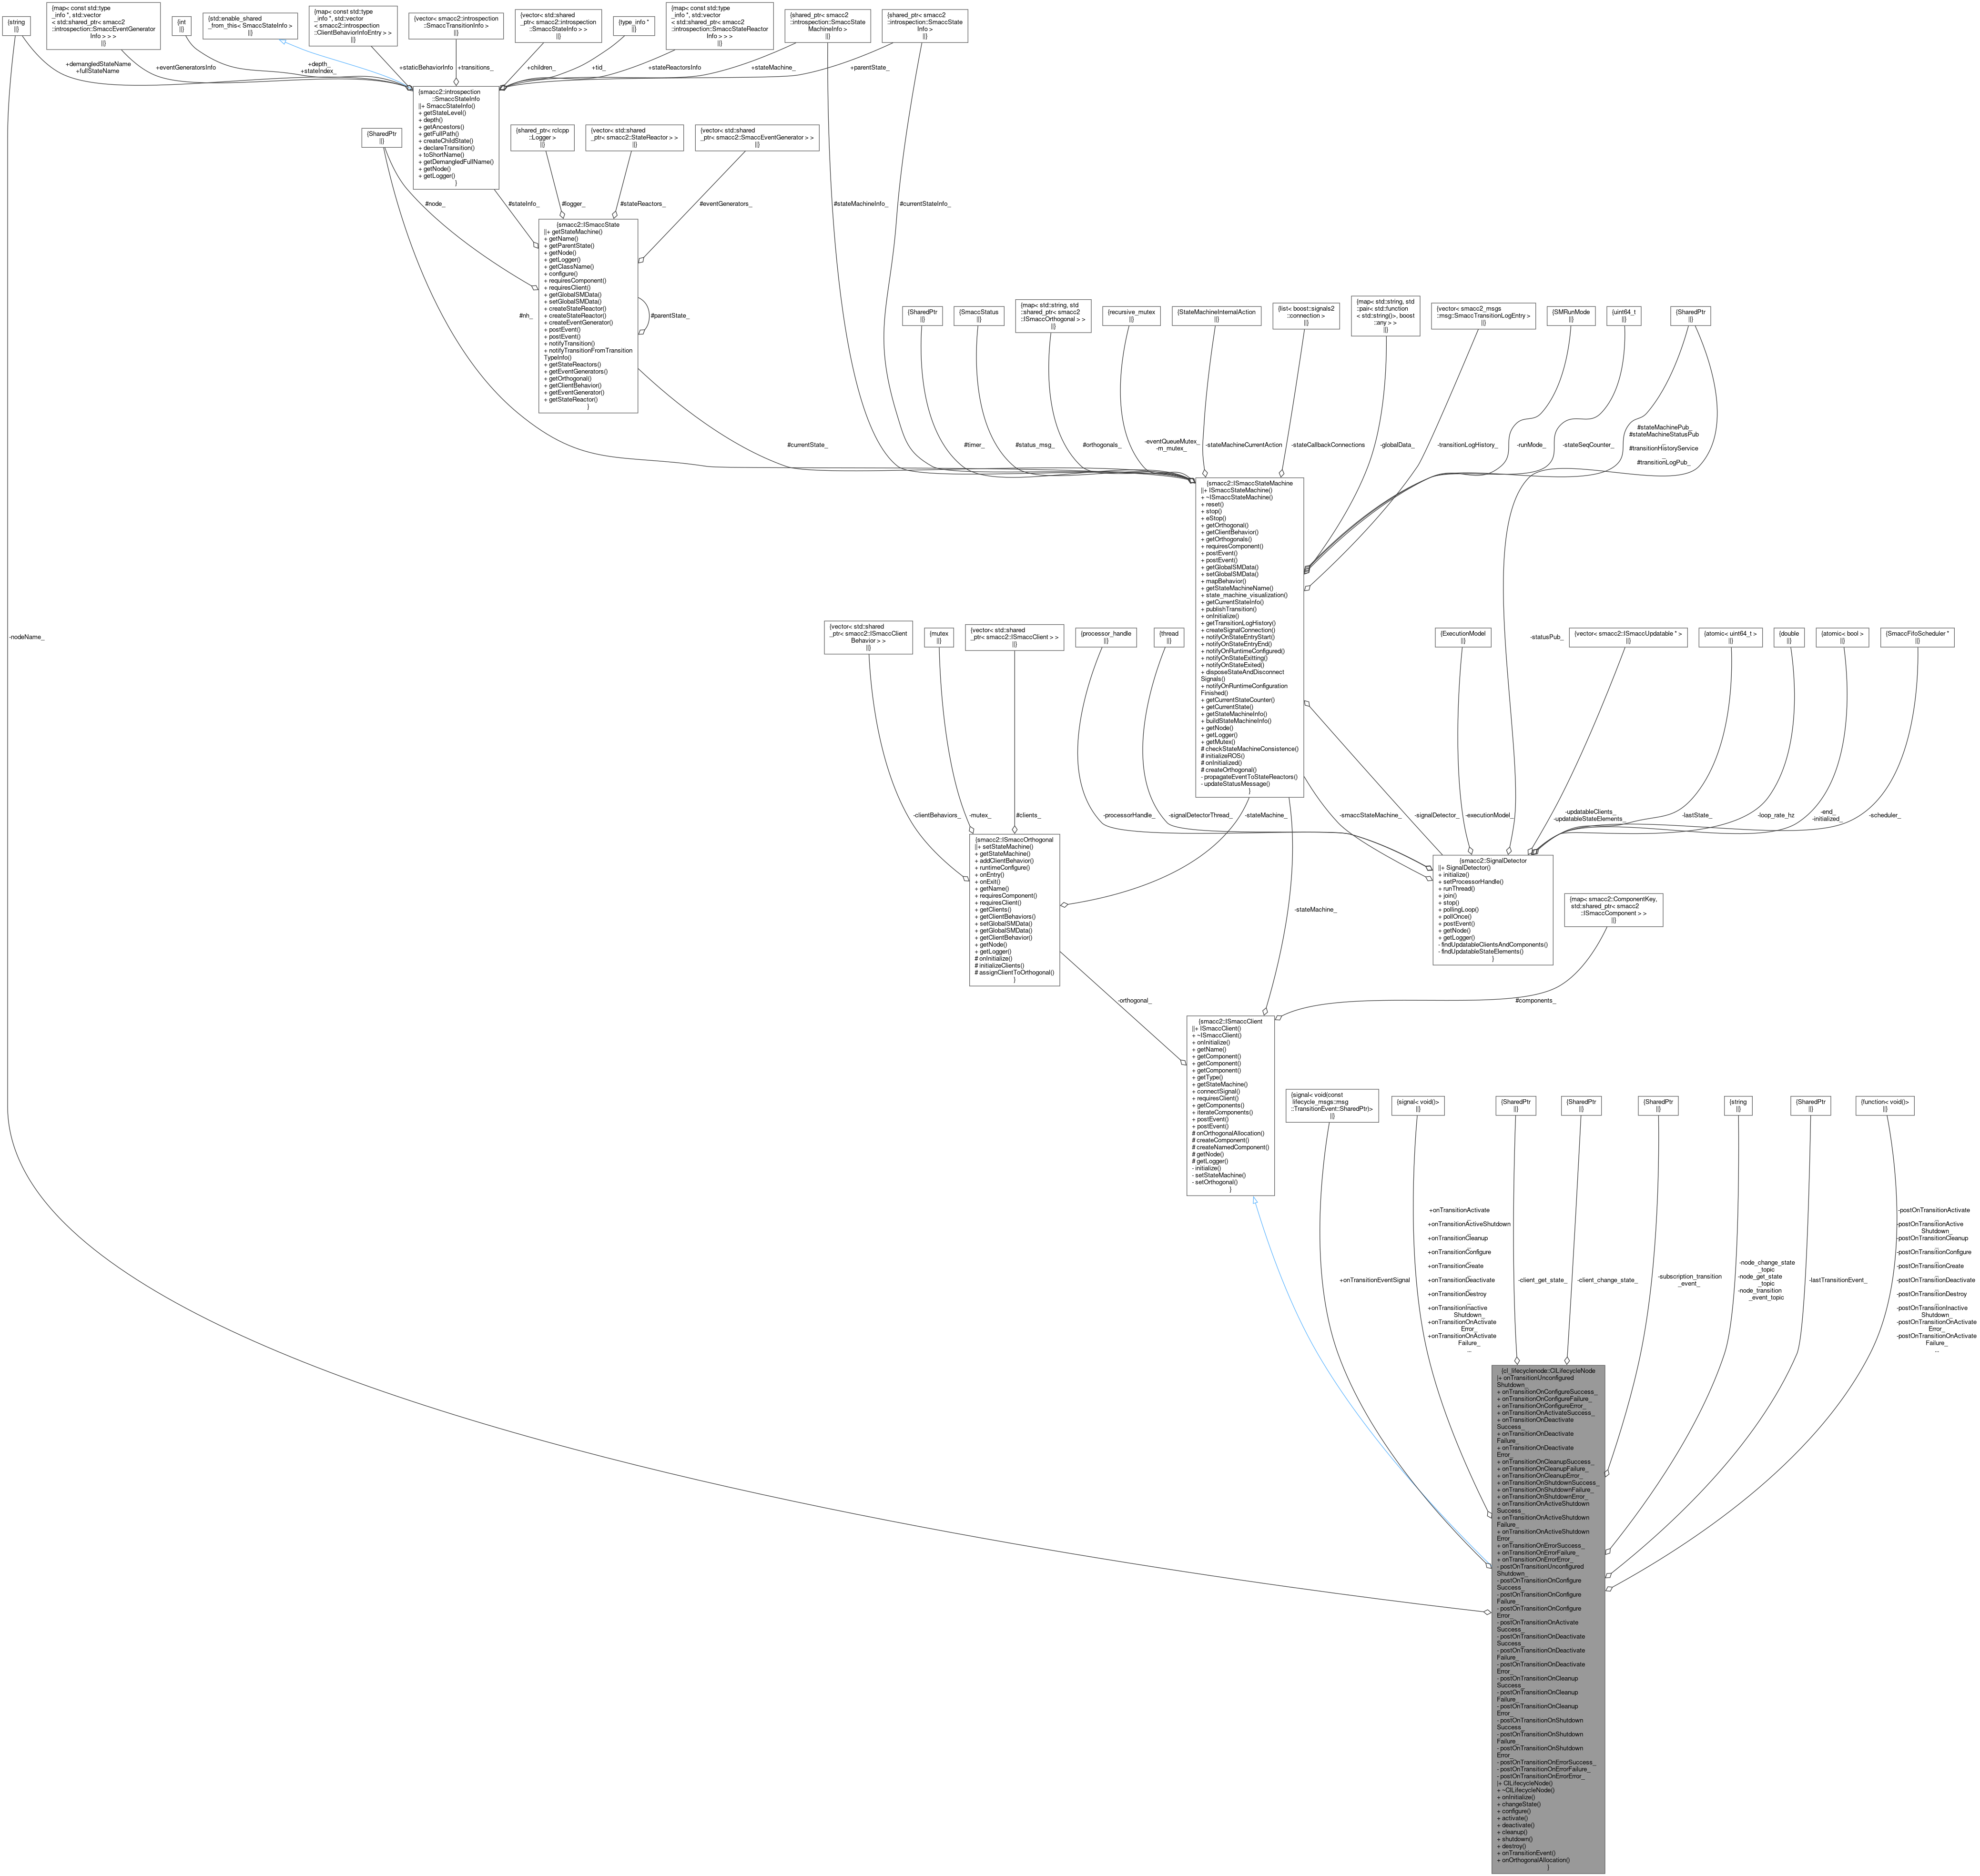 {string
||}
{map< const std::type
_info *, std::vector
< std::shared_ptr< smacc2
::introspection::SmaccEventGenerator
Info > > >
||}
{int
||}
{std::enable_shared
_from_this< SmaccStateInfo >
||}
{map< const std::type
_info *, std::vector
< smacc2::introspection
::ClientBehaviorInfoEntry > >
||}
{vector< smacc2::introspection
::SmaccTransitionInfo >
||}
{vector< std::shared
_ptr< smacc2::introspection
::SmaccStateInfo > >
||}
{type_info *
||}
{map< const std::type
_info *, std::vector
< std::shared_ptr< smacc2
::introspection::SmaccStateReactor
Info > > >
||}
{shared_ptr< smacc2
::introspection::SmaccState
MachineInfo >
||}
{shared_ptr< smacc2
::introspection::SmaccState
Info >
||}
+demangledStateName
+fullStateName
+eventGeneratorsInfo
+depth_
+stateIndex_
+staticBehaviorInfo
+transitions_
+children_
+tid_
+stateReactorsInfo
+stateMachine_
+parentState_
{smacc2::introspection
::SmaccStateInfo
||+ SmaccStateInfo()
+ getStateLevel()
+ depth()
+ getAncestors()
+ getFullPath()
+ createChildState()
+ declareTransition()
+ toShortName()
+ getDemangledFullName()
+ getNode()
+ getLogger()
}
{SharedPtr
||}
{shared_ptr< rclcpp
::Logger >
||}
{vector< std::shared
_ptr< smacc2::StateReactor > >
||}
{vector< std::shared
_ptr< smacc2::SmaccEventGenerator > >
||}
#node_
#stateInfo_
#logger_
#stateReactors_
#eventGenerators_
#stateMachineInfo_
#currentStateInfo_
{smacc2::ISmaccState
||+ getStateMachine()
+ getName()
+ getParentState()
+ getNode()
+ getLogger()
+ getClassName()
+ configure()
+ requiresComponent()
+ requiresClient()
+ getGlobalSMData()
+ setGlobalSMData()
+ createStateReactor()
+ createStateReactor()
+ createEventGenerator()
+ postEvent()
+ postEvent()
+ notifyTransition()
+ notifyTransitionFromTransition
TypeInfo()
+ getStateReactors()
+ getEventGenerators()
+ getOrthogonal()
+ getClientBehavior()
+ getEventGenerator()
+ getStateReactor()
}
#nh_
#parentState_
{SharedPtr
||}
{SmaccStatus
||}
{map< std::string, std
::shared_ptr< smacc2
::ISmaccOrthogonal > >
||}
{recursive_mutex
||}
{StateMachineInternalAction
||}
{list< boost::signals2
::connection >
||}
{map< std::string, std
::pair< std::function
< std::string()>, boost
::any > >
||}
{vector< smacc2_msgs
::msg::SmaccTransitionLogEntry >
||}
{SMRunMode
||}
{uint64_t
||}
{SharedPtr
||}
#currentState_
#timer_
#status_msg_
#orthogonals_
-eventQueueMutex_
-m_mutex_
-stateMachineCurrentAction
-stateCallbackConnections
-globalData_
-transitionLogHistory_
-runMode_
-stateSeqCounter_
#stateMachinePub_
#stateMachineStatusPub
_
#transitionHistoryService
_
#transitionLogPub_
{smacc2::ISmaccStateMachine
||+ ISmaccStateMachine()
+ ~ISmaccStateMachine()
+ reset()
+ stop()
+ eStop()
+ getOrthogonal()
+ getClientBehavior()
+ getOrthogonals()
+ requiresComponent()
+ postEvent()
+ postEvent()
+ getGlobalSMData()
+ setGlobalSMData()
+ mapBehavior()
+ getStateMachineName()
+ state_machine_visualization()
+ getCurrentStateInfo()
+ publishTransition()
+ onInitialize()
+ getTransitionLogHistory()
+ createSignalConnection()
+ notifyOnStateEntryStart()
+ notifyOnStateEntryEnd()
+ notifyOnRuntimeConfigured()
+ notifyOnStateExitting()
+ notifyOnStateExited()
+ disposeStateAndDisconnect
Signals()
+ notifyOnRuntimeConfiguration
Finished()
+ getCurrentStateCounter()
+ getCurrentState()
+ getStateMachineInfo()
+ buildStateMachineInfo()
+ getNode()
+ getLogger()
+ getMutex()
# checkStateMachineConsistence()
# initializeROS()
# onInitialized()
# createOrthogonal()
- propagateEventToStateReactors()
- updateStatusMessage()
}
-nodeName_
{vector< std::shared
_ptr< smacc2::ISmaccClient
Behavior > >
||}
{mutex
||}
{vector< std::shared
_ptr< smacc2::ISmaccClient > >
||}
{processor_handle
||}
{thread
||}
{ExecutionModel
||}
-statusPub_
{vector< smacc2::ISmaccUpdatable * >
||}
{atomic< uint64_t >
||}
{double
||}
{atomic< bool >
||}
{SmaccFifoScheduler *
||}
-clientBehaviors_
-mutex_
#clients_
-processorHandle_
-signalDetectorThread_
-stateMachine_
-smaccStateMachine_
-signalDetector_
-executionModel_
-updatableClients_
-updatableStateElements_
-lastState_
-loop_rate_hz
-end_
-initialized_
-scheduler_
{smacc2::ISmaccOrthogonal
||+ setStateMachine()
+ getStateMachine()
+ addClientBehavior()
+ runtimeConfigure()
+ onEntry()
+ onExit()
+ getName()
+ requiresComponent()
+ requiresClient()
+ getClients()
+ getClientBehaviors()
+ setGlobalSMData()
+ getGlobalSMData()
+ getClientBehavior()
+ getNode()
+ getLogger()
# onInitialize()
# initializeClients()
# assignClientToOrthogonal()
}
{smacc2::SignalDetector
||+ SignalDetector()
+ initialize()
+ setProcessorHandle()
+ runThread()
+ join()
+ stop()
+ pollingLoop()
+ pollOnce()
+ postEvent()
+ getNode()
+ getLogger()
- findUpdatableClientsAndComponents()
- findUpdatableStateElements()
}
-stateMachine_
{map< smacc2::ComponentKey,
std::shared_ptr< smacc2
::ISmaccComponent > >
||}
-orthogonal_
#components_
{smacc2::ISmaccClient
||+ ISmaccClient()
+ ~ISmaccClient()
+ onInitialize()
+ getName()
+ getComponent()
+ getComponent()
+ getComponent()
+ getType()
+ getStateMachine()
+ connectSignal()
+ requiresClient()
+ getComponents()
+ iterateComponents()
+ postEvent()
+ postEvent()
# onOrthogonalAllocation()
# createComponent()
# createNamedComponent()
# getNode()
# getLogger()
- initialize()
- setStateMachine()
- setOrthogonal()
}
{signal< void(const
lifecycle_msgs::msg
::TransitionEvent::SharedPtr)>
||}
{signal< void()>
||}
{SharedPtr
||}
{SharedPtr
||}
{SharedPtr
||}
{string
||}
{SharedPtr
||}
{function< void()>
||}
+onTransitionEventSignal
+onTransitionActivate
_
+onTransitionActiveShutdown
_
+onTransitionCleanup
_
+onTransitionConfigure
_
+onTransitionCreate
_
+onTransitionDeactivate
_
+onTransitionDestroy
_
+onTransitionInactive
Shutdown_
+onTransitionOnActivate
Error_
+onTransitionOnActivate
Failure_
...
-client_get_state_
-client_change_state_
-subscription_transition
_event_
-node_change_state
_topic
-node_get_state
_topic
-node_transition
_event_topic
-lastTransitionEvent_
-postOnTransitionActivate
_
-postOnTransitionActive
Shutdown_
-postOnTransitionCleanup
_
-postOnTransitionConfigure
_
-postOnTransitionCreate
_
-postOnTransitionDeactivate
_
-postOnTransitionDestroy
_
-postOnTransitionInactive
Shutdown_
-postOnTransitionOnActivate
Error_
-postOnTransitionOnActivate
Failure_
...
{cl_lifecyclenode::ClLifecycleNode
|+ onTransitionUnconfigured
Shutdown_
+ onTransitionOnConfigureSuccess_
+ onTransitionOnConfigureFailure_
+ onTransitionOnConfigureError_
+ onTransitionOnActivateSuccess_
+ onTransitionOnDeactivate
Success_
+ onTransitionOnDeactivate
Failure_
+ onTransitionOnDeactivate
Error_
+ onTransitionOnCleanupSuccess_
+ onTransitionOnCleanupFailure_
+ onTransitionOnCleanupError_
+ onTransitionOnShutdownSuccess_
+ onTransitionOnShutdownFailure_
+ onTransitionOnShutdownError_
+ onTransitionOnActiveShutdown
Success_
+ onTransitionOnActiveShutdown
Failure_
+ onTransitionOnActiveShutdown
Error_
+ onTransitionOnErrorSuccess_
+ onTransitionOnErrorFailure_
+ onTransitionOnErrorError_
- postOnTransitionUnconfigured
Shutdown_
- postOnTransitionOnConfigure
Success_
- postOnTransitionOnConfigure
Failure_
- postOnTransitionOnConfigure
Error_
- postOnTransitionOnActivate
Success_
- postOnTransitionOnDeactivate
Success_
- postOnTransitionOnDeactivate
Failure_
- postOnTransitionOnDeactivate
Error_
- postOnTransitionOnCleanup
Success_
- postOnTransitionOnCleanup
Failure_
- postOnTransitionOnCleanup
Error_
- postOnTransitionOnShutdown
Success_
- postOnTransitionOnShutdown
Failure_
- postOnTransitionOnShutdown
Error_
- postOnTransitionOnErrorSuccess_
- postOnTransitionOnErrorFailure_
- postOnTransitionOnErrorError_
|+ ClLifecycleNode()
+ ~ClLifecycleNode()
+ onInitialize()
+ changeState()
+ configure()
+ activate()
+ deactivate()
+ cleanup()
+ shutdown()
+ destroy()
+ onTransitionEvent()
+ onOrthogonalAllocation()
}